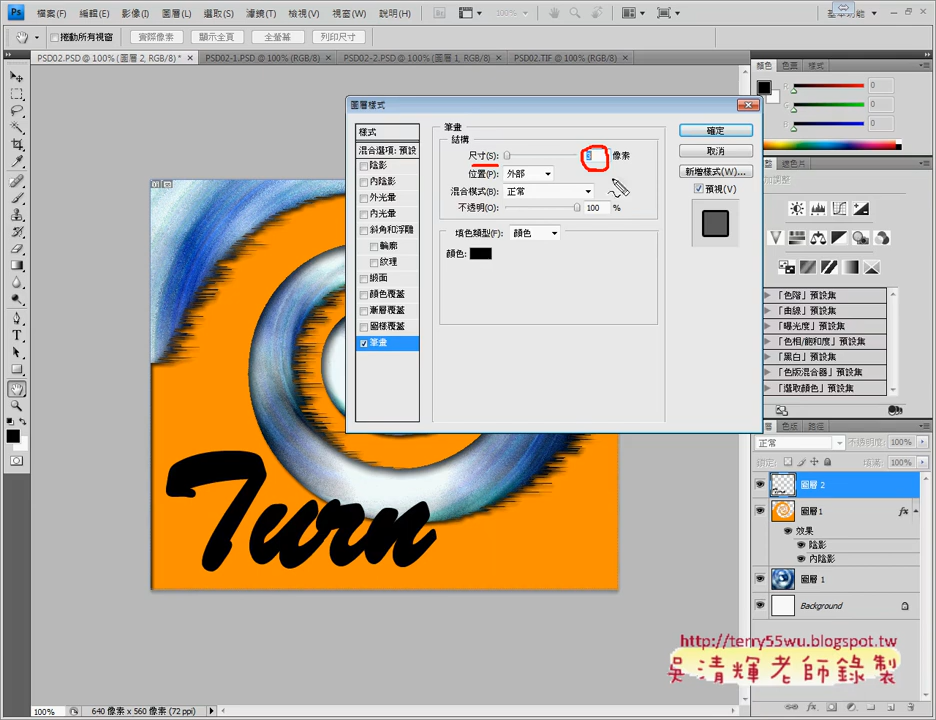 Ps 檔案(F) 編輯(E) 影像(I) 圖層(L) 選取(S) 濾鏡(T) 檢視(V) 視窗(W) 說明(H) 100%
捲動所有視窗 實際像素 顯示全頁 全螢幕 列印尺寸
PSD02.PSD @ 100% (圖層 2, RGB/8) * × PSD02-1.PSD @ 100% (RGB/8) × PSD02-2.PSD @ 100% (圖層 1, RGB/8) × PSD02.TIF @ 100% (RGB/8) ×
顏色 色票 樣式
R 0
G 0
B 0
圖層樣式
樣式
混合選項: 預設
陰影
內陰影
外光暈
內光暈
斜角和浮雕
輪廓
紋理
緞面
顏色覆蓋
漸層覆蓋
圖樣覆蓋
筆畫
筆畫
結構
尺寸(S): 3 像素
位置(P): 外部
混合模式(B): 正常
不透明(O): 100 %
填色類型(F): 顏色
顏色:
確定
取消
新增樣式(W)...
預視(V)
「色階」預設集
「曲線」預設集
「曝光度」預設集
「色相/飽和度」預設集
「黑白」預設集
「色版混合器」預設集
「選取顏色」預設集
色版 路徑
正常 不透明度: 100%
鎖定: 填滿: 100%
圖層 2
圖層1 fx
效果
陰影
內陰影
圖層 1
Background
Turn
http://terry55wu.blogspot.tw
吳清輝老師錄製
100% 640 像素 x 560 像素 (72 ppi)